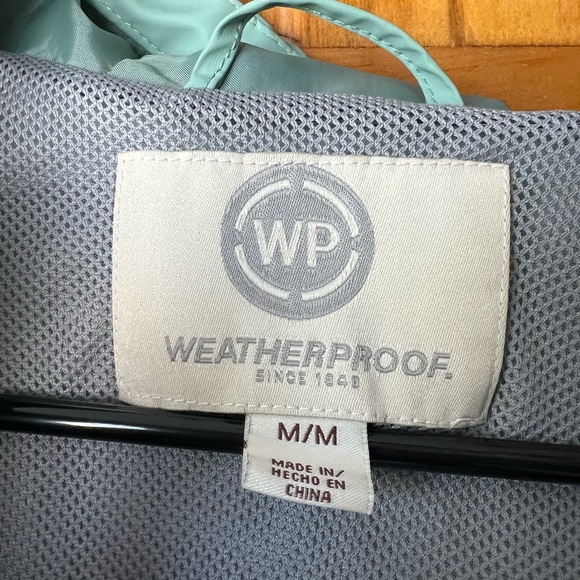 WP
WEATHERPROOF.
SINCE 1948
M/M
MADE IN/
HECHO EN
CHINA